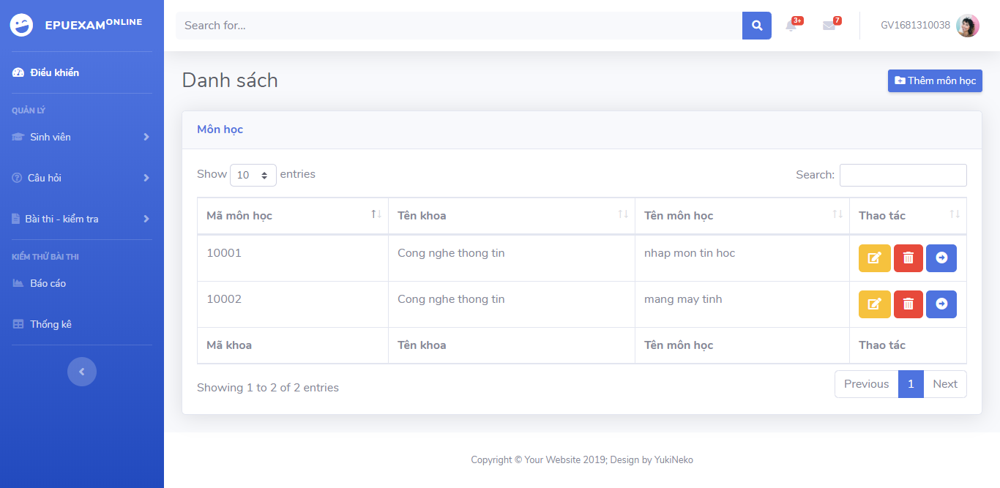 EPUEXAMONLINE
Search for...
3+
7
GV1681310038
Điều khiển
QUẢN LÝ
Sinh viên
Câu hỏi
Bài thi - kiểm tra
KIỂM THỬ BÀI THI
Báo cáo
Thống kê
Danh sách
Thêm môn học
Môn học
Show 10 entries
Search:
Mã môn học Tên khoa Tên môn học Thao tác
10001 Cong nghe thong tin nhap mon tin hoc
10002 Cong nghe thong tin mang may tinh
Mã khoa Tên khoa Tên môn học Thao tác
Showing 1 to 2 of 2 entries
Previous 1 Next
Copyright © Your Website 2019; Design by YukiNeko